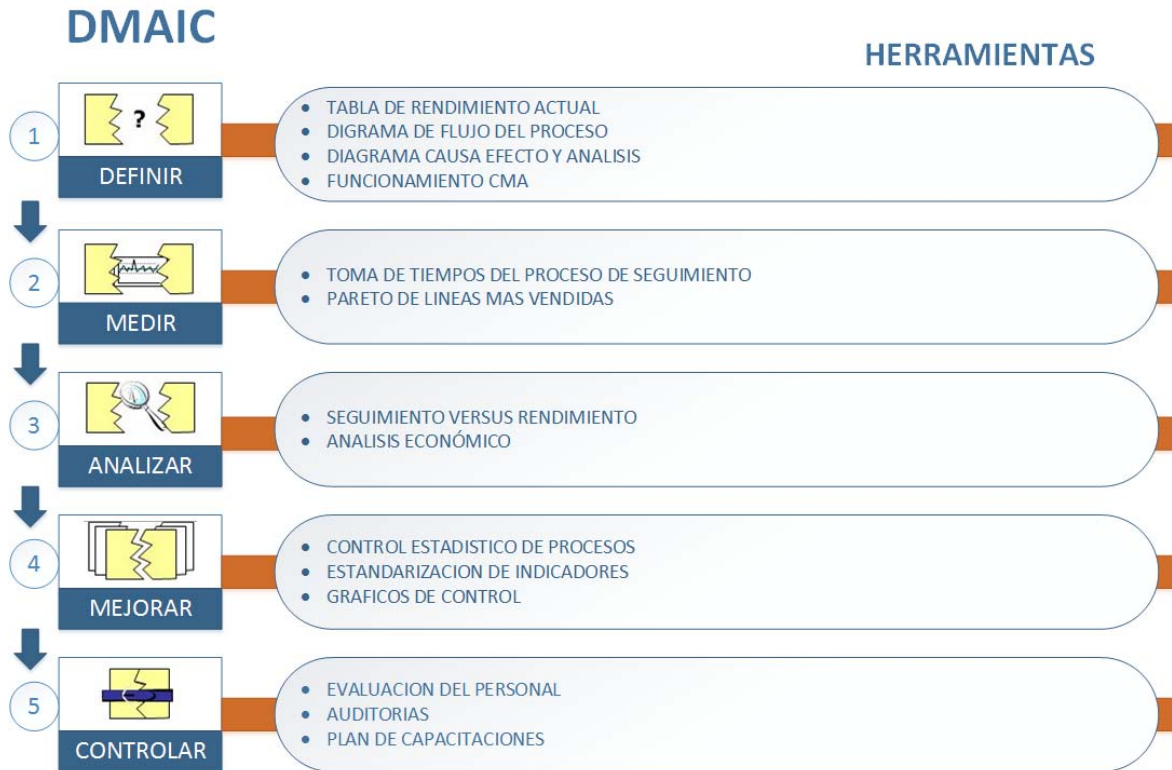 DMAIC
HERRAMIENTAS
1
?
DEFINIR
• TABLA DE RENDIMIENTO ACTUAL
• DIGRAMA DE FLUJO DEL PROCESO
• DIAGRAMA CAUSA EFECTO Y ANALISIS
• FUNCIONAMIENTO CMA
2
MEDIR
• TOMA DE TIEMPOS DEL PROCESO DE SEGUIMIENTO
• PARETO DE LINEAS MAS VENDIDAS
3
ANALIZAR
• SEGUIMIENTO VERSUS RENDIMIENTO
• ANALISIS ECONÓMICO
4
MEJORAR
• CONTROL ESTADISTICO DE PROCESOS
• ESTANDARIZACION DE INDICADORES
• GRAFICOS DE CONTROL
5
CONTROLAR
• EVALUACION DEL PERSONAL
• AUDITORIAS
• PLAN DE CAPACITACIONES